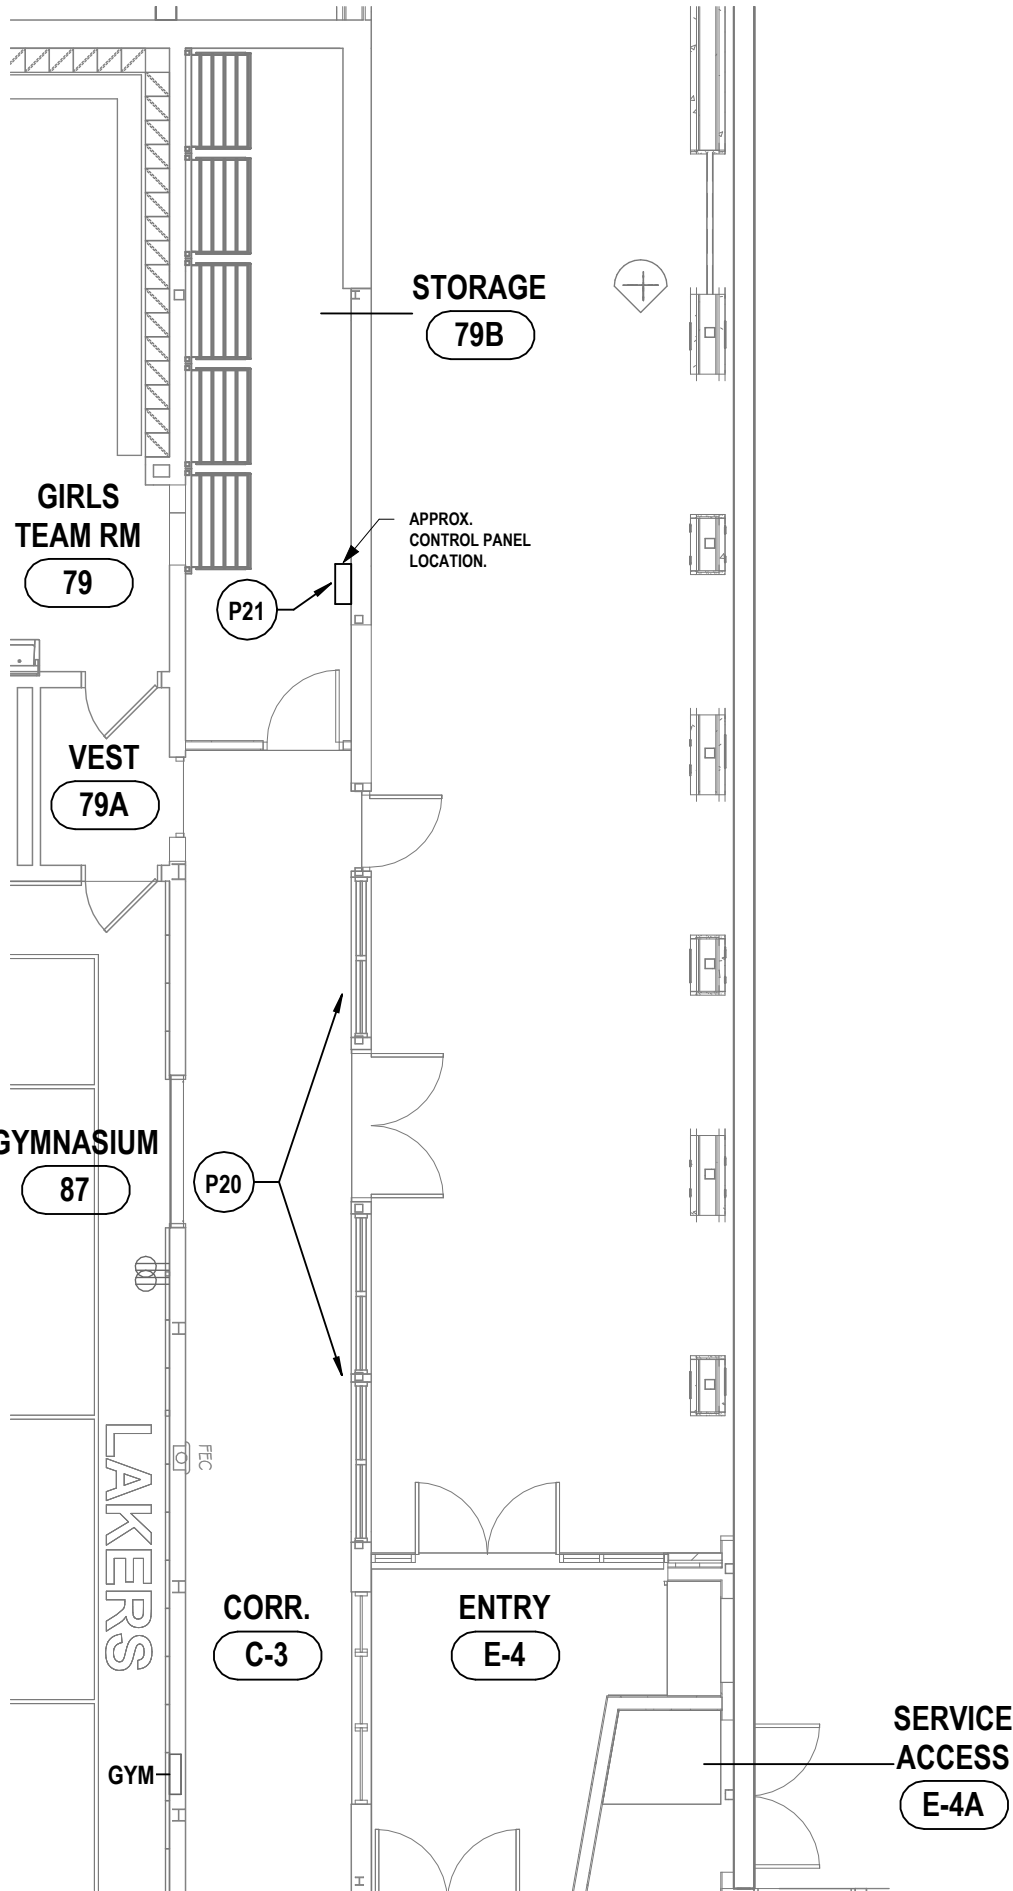 STORAGE
79B
GIRLS
TEAM RM
79
APPROX.
CONTROL PANEL
LOCATION.
P21
VEST
79A
GYMNASIUM
87
P20
FEC
LAKERS
CORR.
C-3
ENTRY
E-4
SERVICE
ACCESS
E-4A
GYM